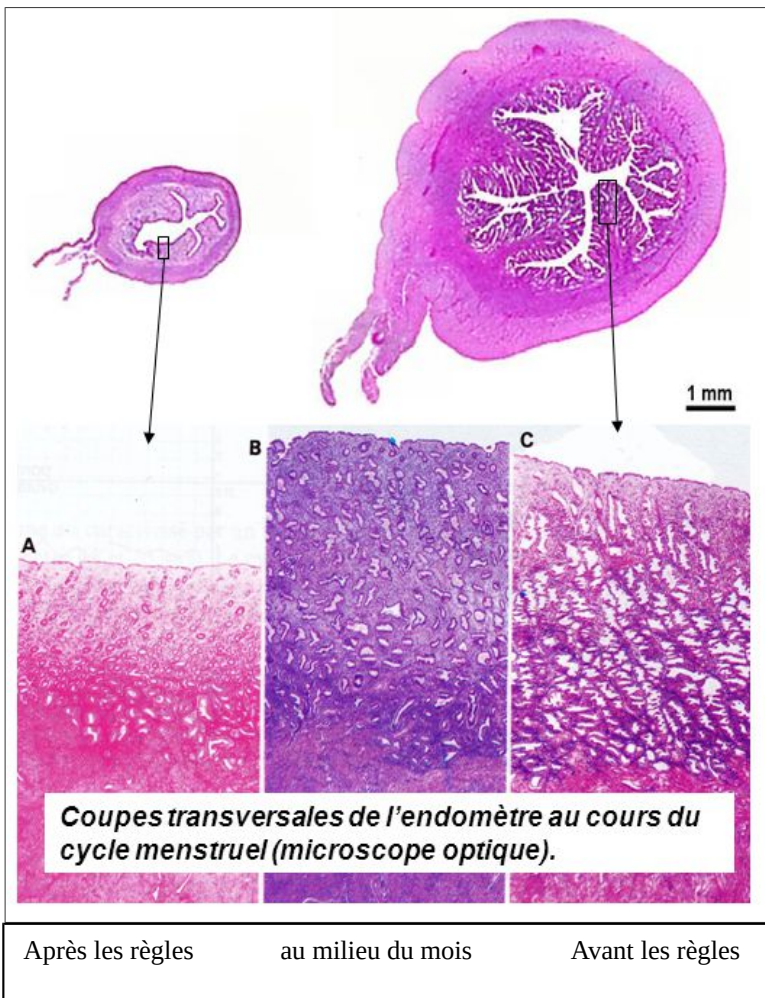 1 mm
A
B
C
Coupes transversales de l'endomètre au cours du
cycle menstruel (microscope optique).
Après les règles au milieu du mois Avant les règles